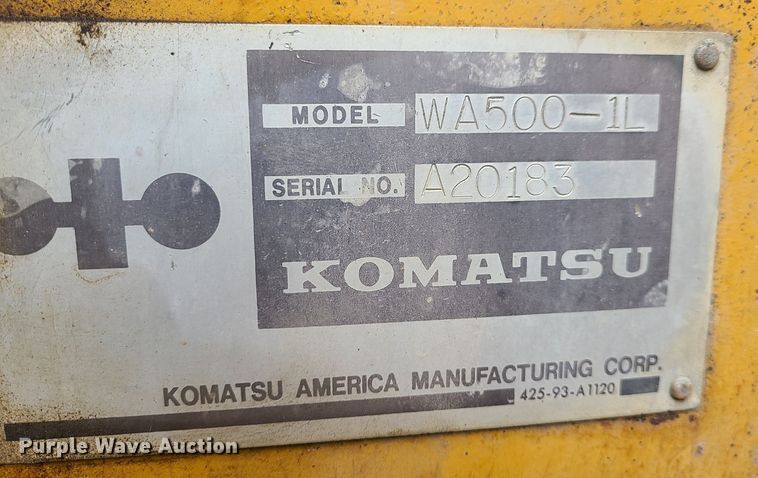 MODEL WA500-1L
SERIAL NO. A20183
KOMATSU
KOMATSU AMERICA MANUFACTURING CORP.
425-93-A1120
Purple Wave Auction